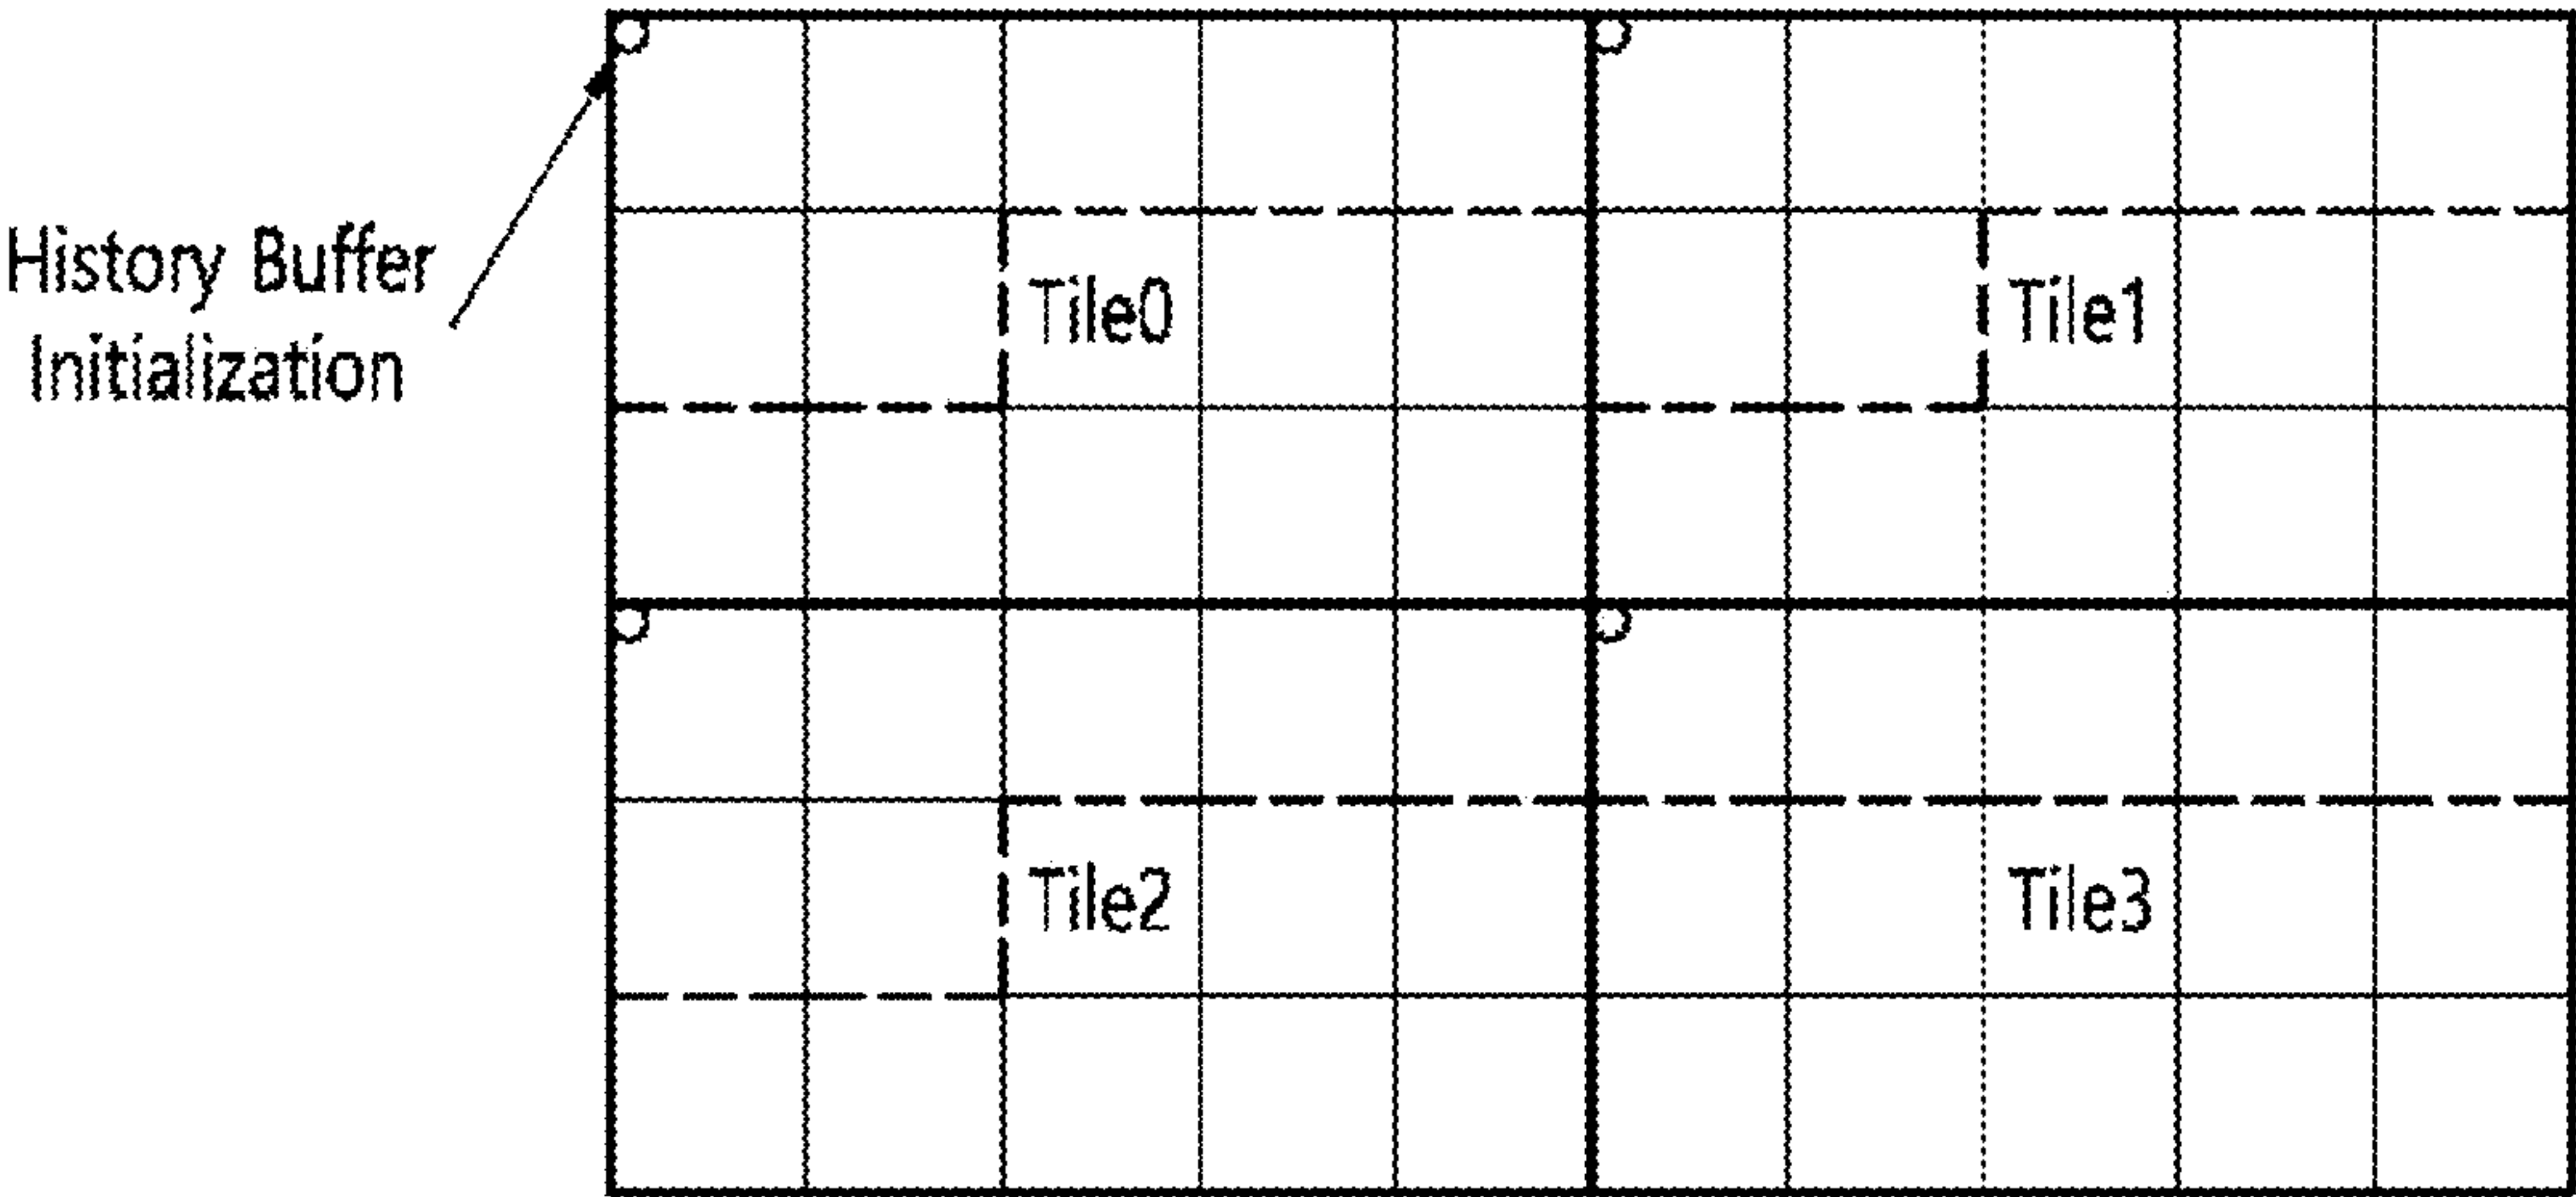 History Buffer
Initialization
Tile0
Tile1
Tile2
Tile3